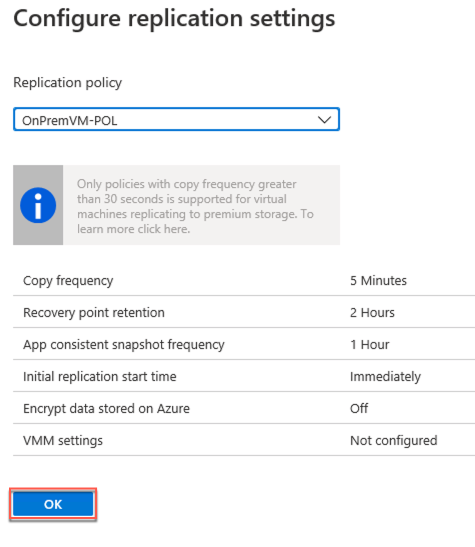 Configure replication settings
Replication policy
OnPremVM-POL
Only policies with copy frequency greater
than 30 seconds is supported for virtual
machines replicating to premium storage. To
learn more click here.
Copy frequency 5 Minutes
Recovery point retention 2 Hours
App consistent snapshot frequency 1 Hour
Initial replication start time Immediately
Encrypt data stored on Azure Off
VMM settings Not configured
OK